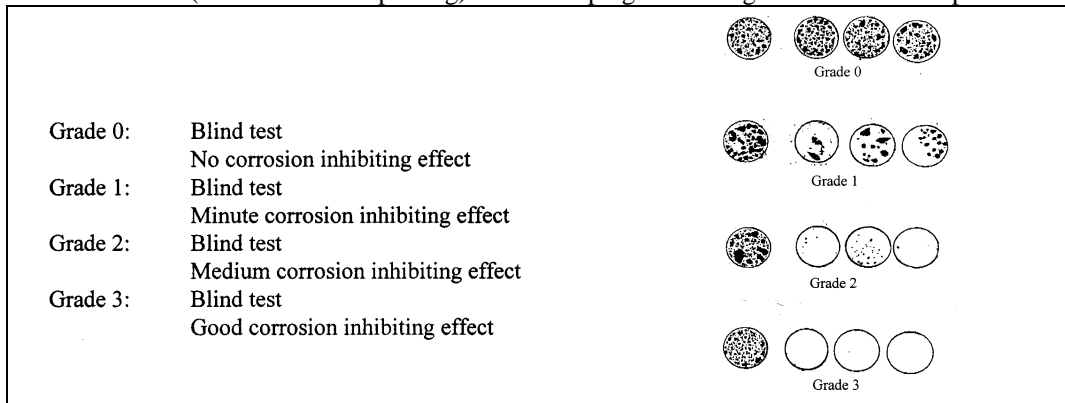 Grade 0: Blind test
No corrosion inhibiting effect
Grade 1: Blind test
Minute corrosion inhibiting effect
Grade 2: Blind test
Medium corrosion inhibiting effect
Grade 3: Blind test
Good corrosion inhibiting effect
Grade 0
Grade 1
Grade 2
Grade 3